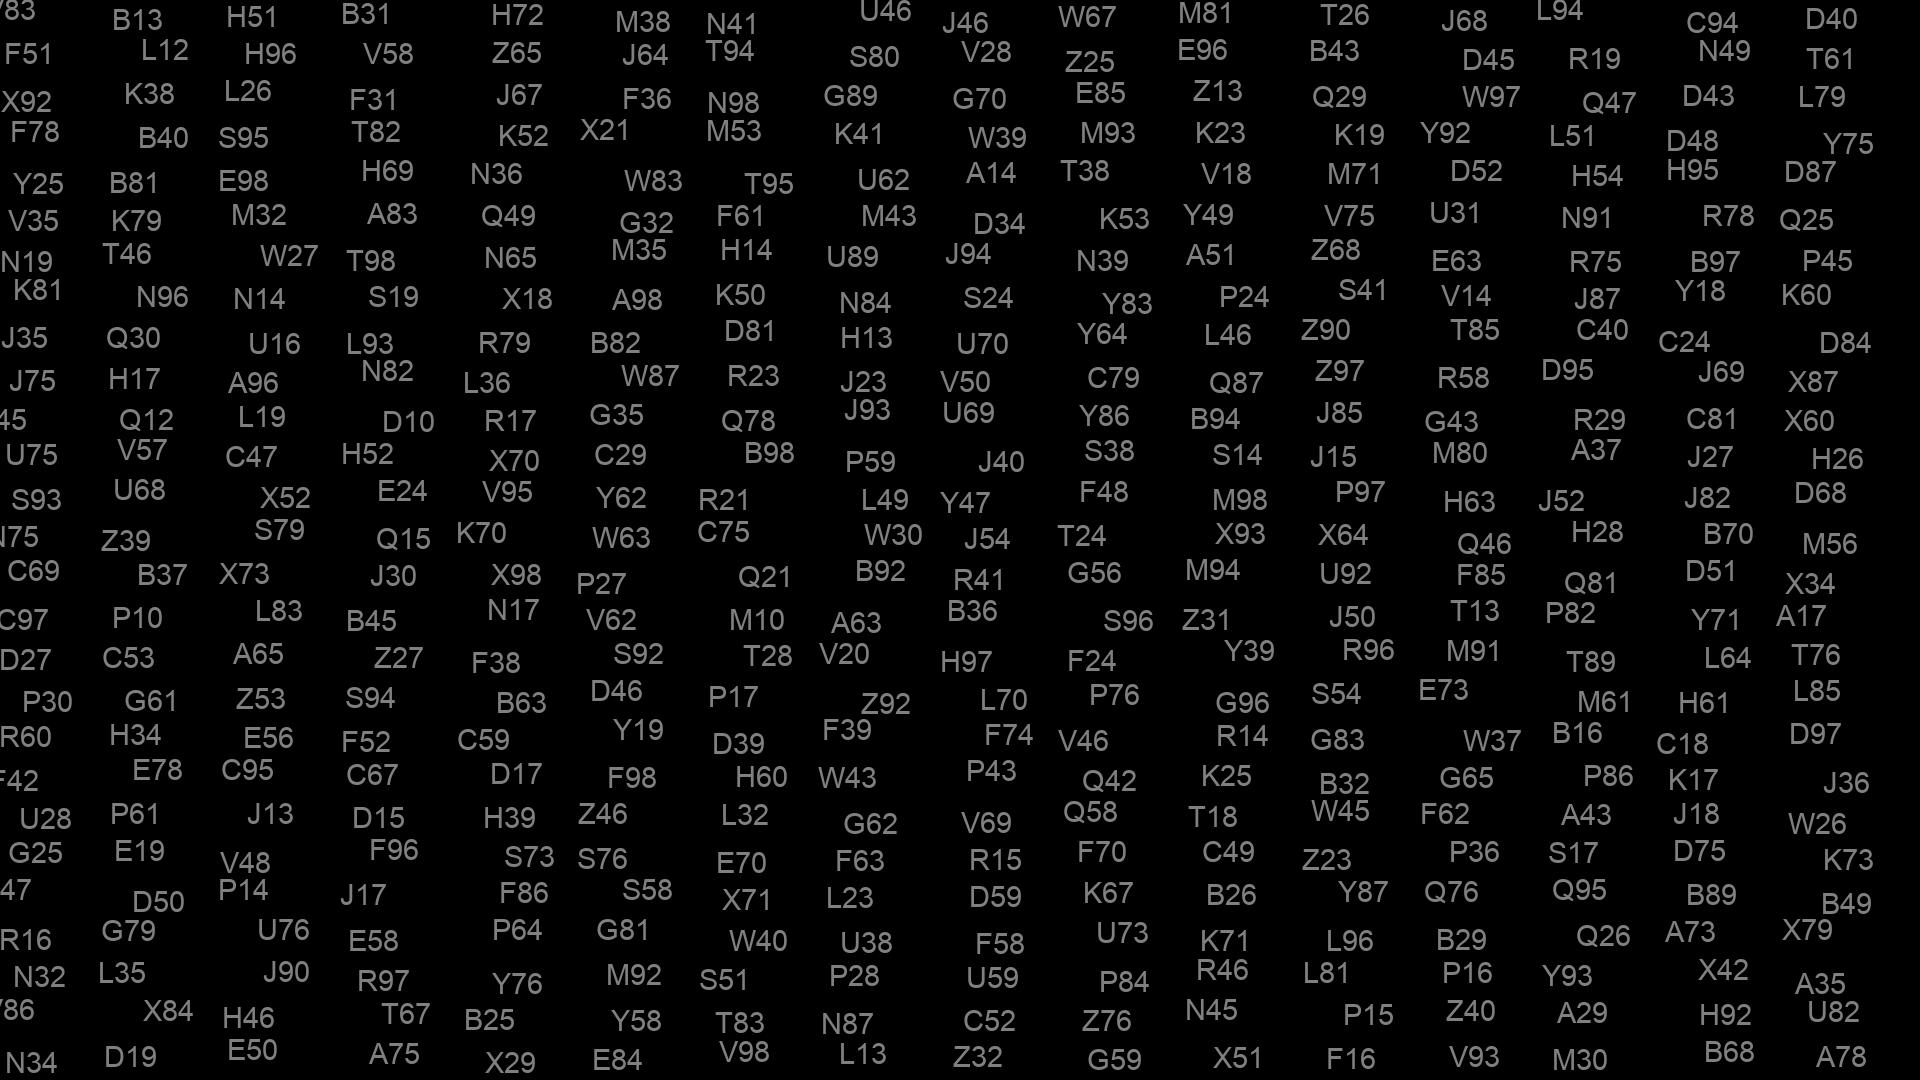 B13 H51 B31 H72 M38 N41 U46 J46 W67 M81 T26 J68 L94 C94 D40
F51 L12 H96 V58 Z65 J64 T94 S80 V28 Z25 E96 B43 D45 R19 N49 T61
X92 K38 L26 F31 J67 F36 N98 G89 G70 E85 Z13 Q29 W97 Q47 D43 L79
F78 B40 S95 T82 K52 X21 M53 K41 W39 M93 K23 K19 Y92 L51 D48 Y75
Y25 B81 E98 H69 N36 W83 T95 U62 A14 T38 V18 M71 D52 H54 H95 D87
V35 K79 M32 A83 Q49 G32 F61 M43 D34 K53 Y49 V75 U31 N91 R78 Q25
N19 T46 W27 T98 N65 M35 H14 U89 J94 N39 A51 Z68 E63 R75 B97 P45
K81 N96 N14 S19 X18 A98 K50 N84 S24 Y83 P24 S41 V14 J87 Y18 K60
J35 Q30 U16 L93 R79 B82 D81 H13 U70 Y64 L46 Z90 T85 C40 C24 D84
J75 H17 A96 N82 L36 W87 R23 J23 V50 C79 Q87 Z97 R58 D95 J69 X87
45 Q12 L19 D10 R17 G35 Q78 J93 U69 Y86 B94 J85 G43 R29 C81 X60
U75 V57 C47 H52 X70 C29 B98 P59 J40 S38 S14 J15 M80 A37 J27 H26
S93 U68 X52 E24 V95 Y62 R21 L49 Y47 F48 M98 P97 H63 J52 J82 D68
Z39 S79 Q15 K70 W63 C75 W30 J54 T24 X93 X64 Q46 H28 B70 M56
C69 B37 X73 J30 X98 P27 Q21 B92 R41 G56 M94 U92 F85 Q81 D51 X34
C97 P10 L83 B45 N17 V62 M10 A63 B36 S96 Z31 J50 T13 P82 Y71 A17
D27 C53 A65 Z27 F38 S92 T28 V20 H97 F24 Y39 R96 M91 T89 L64 T76
P30 G61 Z53 S94 B63 D46 P17 Z92 L70 P76 G96 S54 E73 M61 H61 L85
R60 H34 E56 F52 C59 Y19 D39 F39 F74 V46 R14 G83 W37 B16 C18 D97
F42 E78 C95 C67 D17 F98 H60 W43 P43 Q42 K25 B32 G65 P86 K17 J36
U28 P61 J13 D15 H39 Z46 L32 G62 V69 Q58 T18 W45 F62 A43 J18 W26
G25 E19 V48 F96 S73 S76 E70 F63 R15 F70 C49 Z23 P36 S17 D75 K73
47 D50 P14 J17 F86 S58 X71 L23 D59 K67 B26 Y87 Q76 Q95 B89 B49
R16 G79 U76 E58 P64 G81 W40 U38 F58 U73 K71 L96 B29 Q26 A73 X79
N32 L35 J90 R97 Y76 M92 S51 P28 U59 P84 R46 L81 P16 Y93 X42 A35
X84 H46 T67 B25 Y58 T83 N87 C52 Z76 N45 P15 Z40 A29 H92 U82
N34 D19 E50 A75 X29 E84 V98 L13 Z32 G59 X51 F16 V93 M30 B68 A78